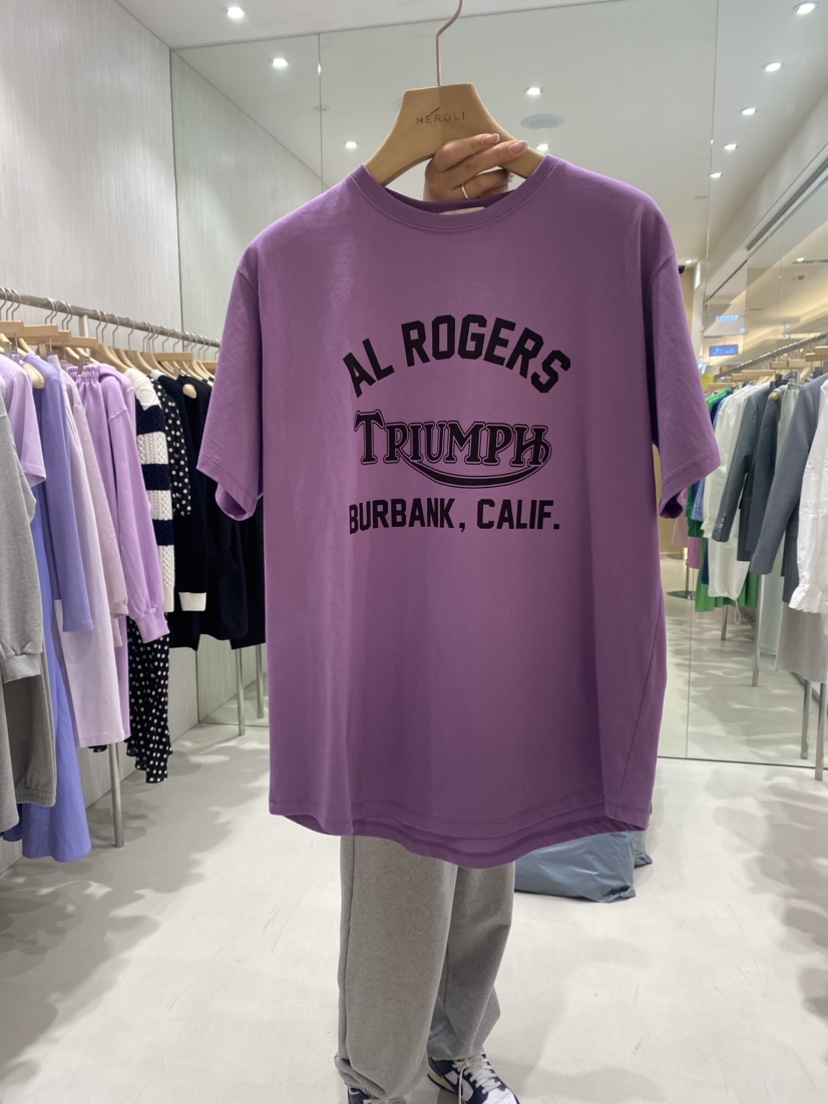 NEROLI
AL ROGERS
TRIUMPH
BURBANK, CALIF.